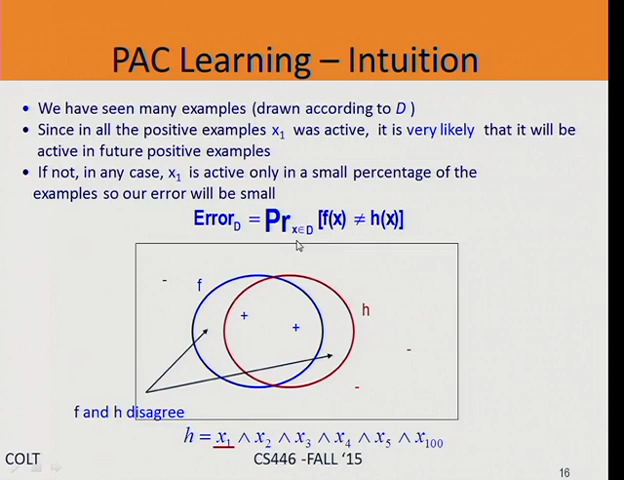 PAC Learning – Intuition
• We have seen many examples (drawn according to D )
• Since in all the positive examples x₁ was active, it is very likely that it will be
active in future positive examples
• If not, in any case, x₁ is active only in a small percentage of the
examples so our error will be small
Error_D = Pr_{x∈D} [f(x) ≠ h(x)]
- f
h
+ +
-
-
f and h disagree
h = x₁ ∧ x₂ ∧ x₃ ∧ x₄ ∧ x₅ ∧ x₁₀₀
COLT CS446 -FALL ‘15 16